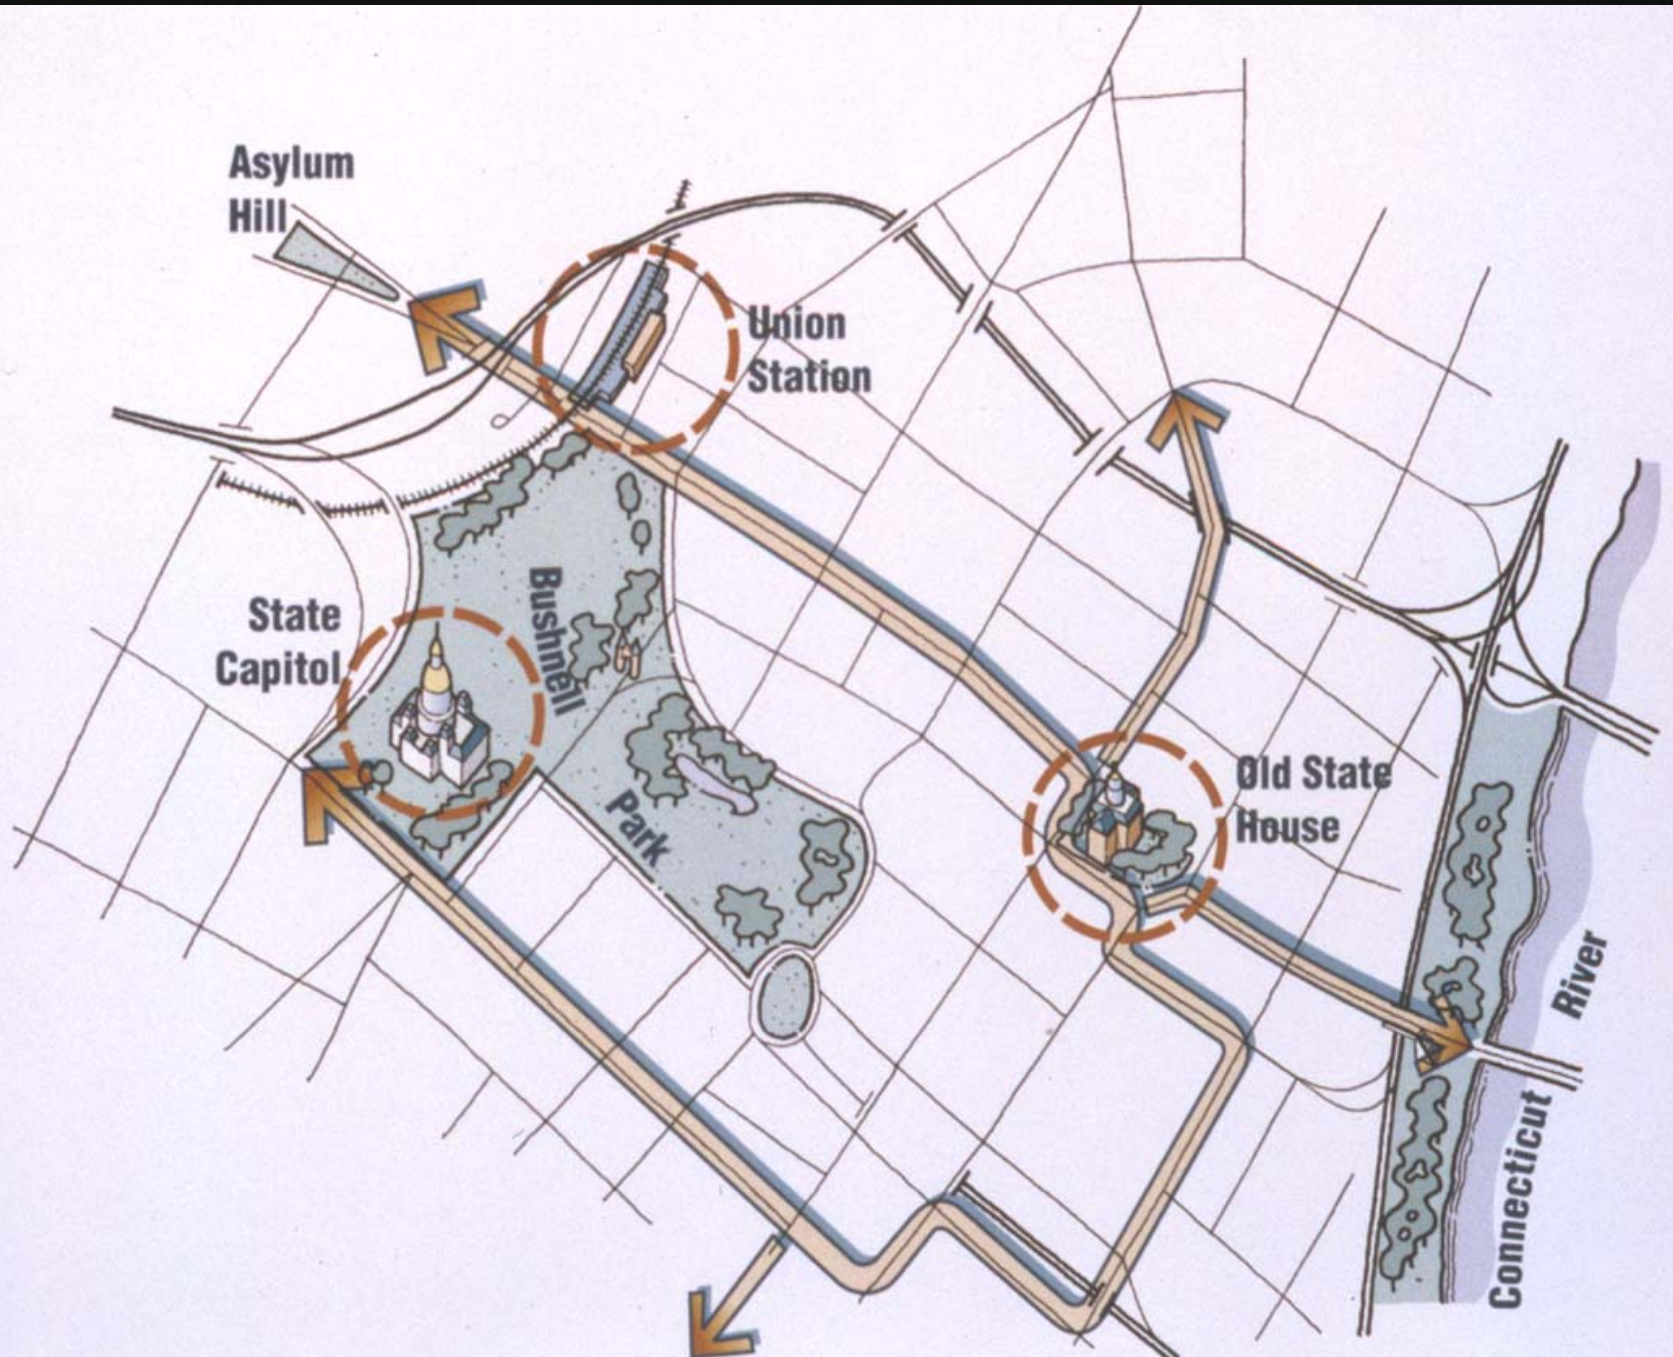 Asylum
Hill
Union
Station
State
Capitol
Bushnell
Park
Old State
House
Connecticut
River